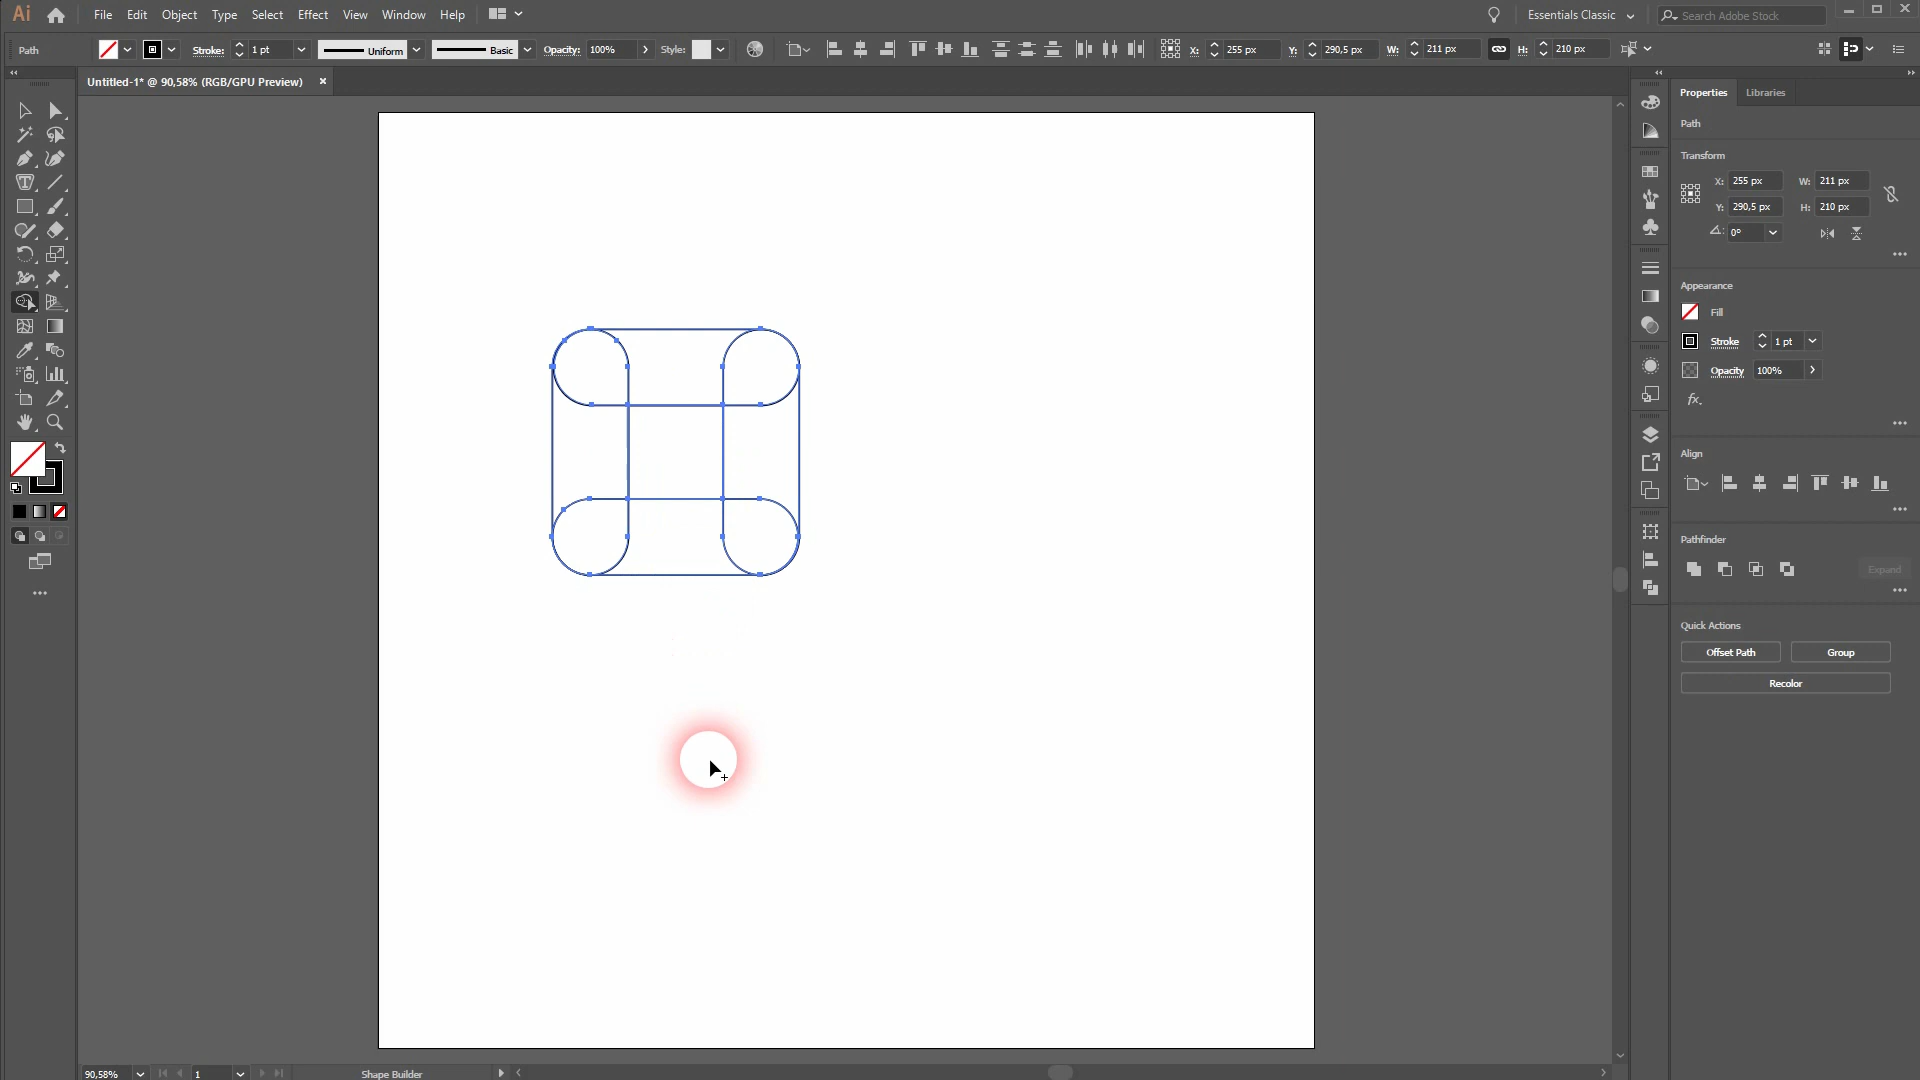 Ai File Edit Object Type Select Effect View Window Help Essentials Classic Search Adobe Stock
Path Stroke: 1 pt Uniform Basic Opacity: 100% Style: X: 255 px Y: 290,5 px W: 211 px H: 210 px
Untitled-1* @ 90,58% (RGB/GPU Preview)
Properties Libraries
Path
Transform
X: 255 px W: 211 px
Y: 290,5 px H: 210 px
0°
Appearance
Fill
Stroke 1 pt
Opacity 100%
fx.
Align
Pathfinder
Expand
Quick Actions
Offset Path Group
Recolor
90,58% 1 Shape Builder